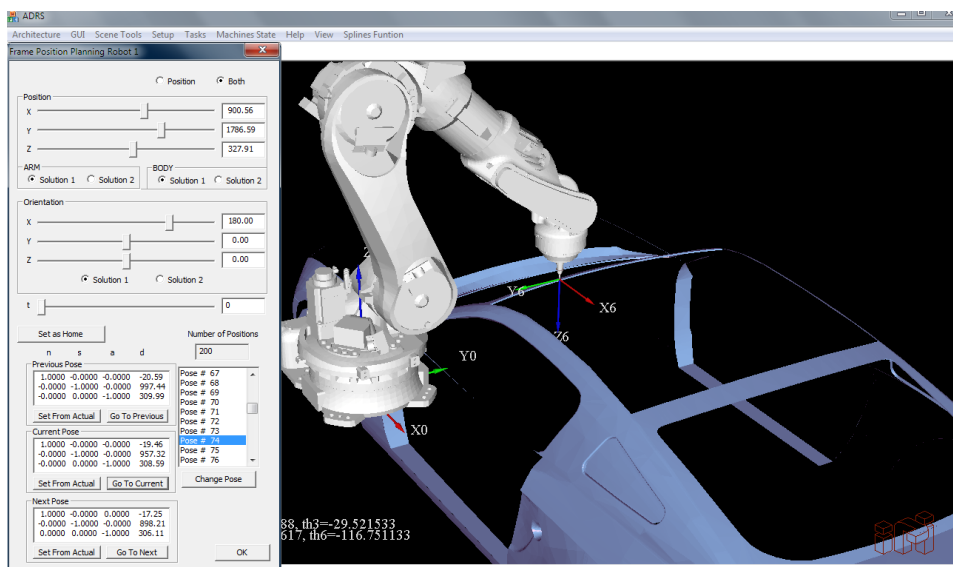 ADRS
Architecture GUI Scene Tools Setup Tasks Machines State Help View Splines Funtion
Frame Position Planning Robot 1
Position Both
Position
X 900.56
Y 1786.59
Z 327.91
ARM BODY
Solution 1 Solution 2 Solution 1 Solution 2
Orientation
X 180.00
Y 0.00
Z 0.00
Solution 1 Solution 2
t 0
Set as Home Number of Positions
200
n s a d
Previous Pose
1.0000 -0.0000 -0.0000 -20.59
-0.0000 -1.0000 -0.0000 997.44
-0.0000 0.0000 -1.0000 309.99
Set From Actual Go To Previous
Current Pose
1.0000 -0.0000 -0.0000 -19.46
-0.0000 -1.0000 -0.0000 957.32
-0.0000 0.0000 -1.0000 308.59
Set From Actual Go To Current
Next Pose
1.0000 -0.0000 0.0000 -17.25
-0.0000 -1.0000 -0.0000 898.21
0.0000 0.0000 -1.0000 306.11
Set From Actual Go To Next
Pose # 67
Pose # 68
Pose # 69
Pose # 70
Pose # 71
Pose # 72
Pose # 73
Pose # 74
Pose # 75
Pose # 76
Change Pose
OK
Y6
X6
Z6
Y0
X0
88, th3=-29.521533
617, th6=-116.751133